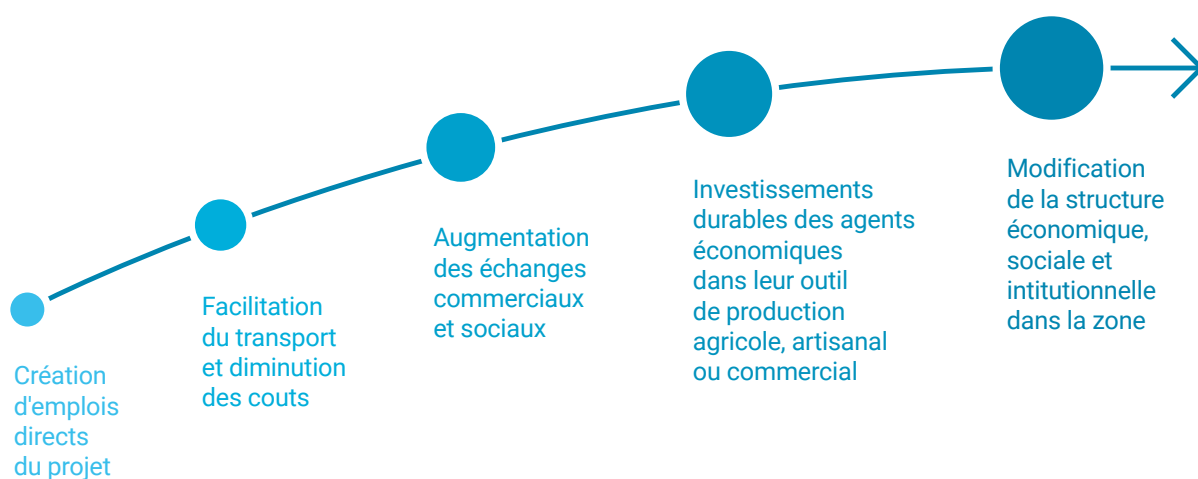 Création
d'emplois
directs
du projet
Facilitation
du transport
et diminution
des couts
Augmentation
des échanges
commerciaux
et sociaux
Investissements
durables des agents
économiques
dans leur outil
de production
agricole, artisanal
ou commercial
Modification
de la structure
économique,
sociale et
intitutionnelle
dans la zone